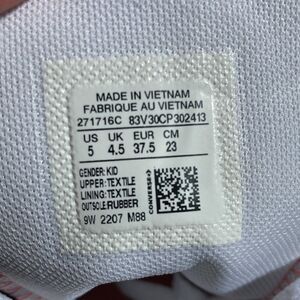 MADE IN VIETNAM
FABRIQUE AU VIETNAM
271716C 83V30CP302413
US UK EUR CM
5 4.5 37.5 23
GENDER: KID
UPPER: TEXTILE
LINING: TEXTILE
OUTSOLE: RUBBER
CONVERSE
9W 2207 M88